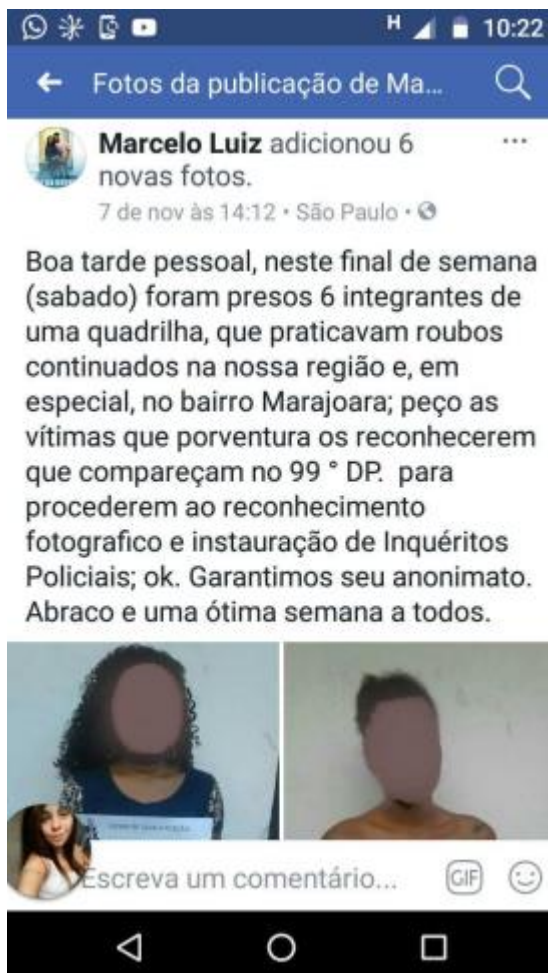 H 10:22
Fotos da publicação de Ma...
Marcelo Luiz adicionou 6
novas fotos.
7 de nov às 14:12 • São Paulo •
Boa tarde pessoal, neste final de semana
(sabado) foram presos 6 integrantes de
uma quadrilha, que praticavam roubos
continuados na nossa região e, em
especial, no bairro Marajoara; peço as
vítimas que porventura os reconhecerem
que compareçam no 99 ° DP. para
procederem ao reconhecimento
fotografico e instauração de Inquéritos
Policiais; ok. Garantimos seu anonimato.
Abraco e uma ótima semana a todos.
Escreva um comentário...
GIF